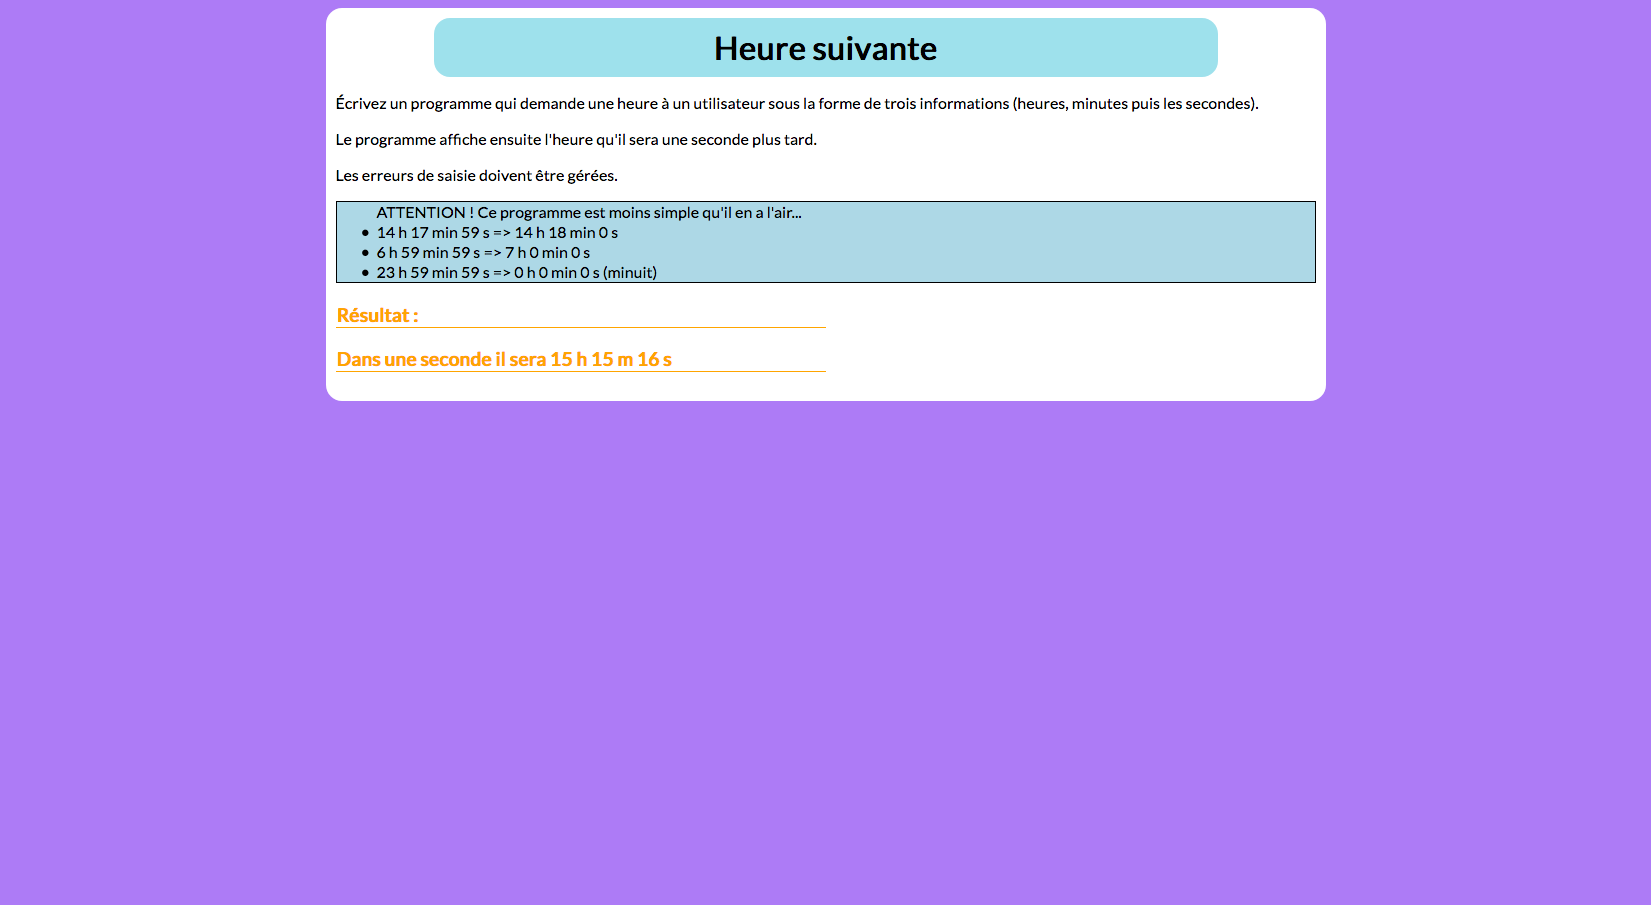 Heure suivante
Écrivez un programme qui demande une heure à un utilisateur sous la forme de trois informations (heures, minutes puis les secondes).
Le programme affiche ensuite l'heure qu'il sera une seconde plus tard.
Les erreurs de saisie doivent être gérées.
ATTENTION ! Ce programme est moins simple qu'il en a l'air...
• 14 h 17 min 59 s => 14 h 18 min 0 s
• 6 h 59 min 59 s => 7 h 0 min 0 s
• 23 h 59 min 59 s => 0 h 0 min 0 s (minuit)
Résultat :
Dans une seconde il sera 15 h 15 m 16 s